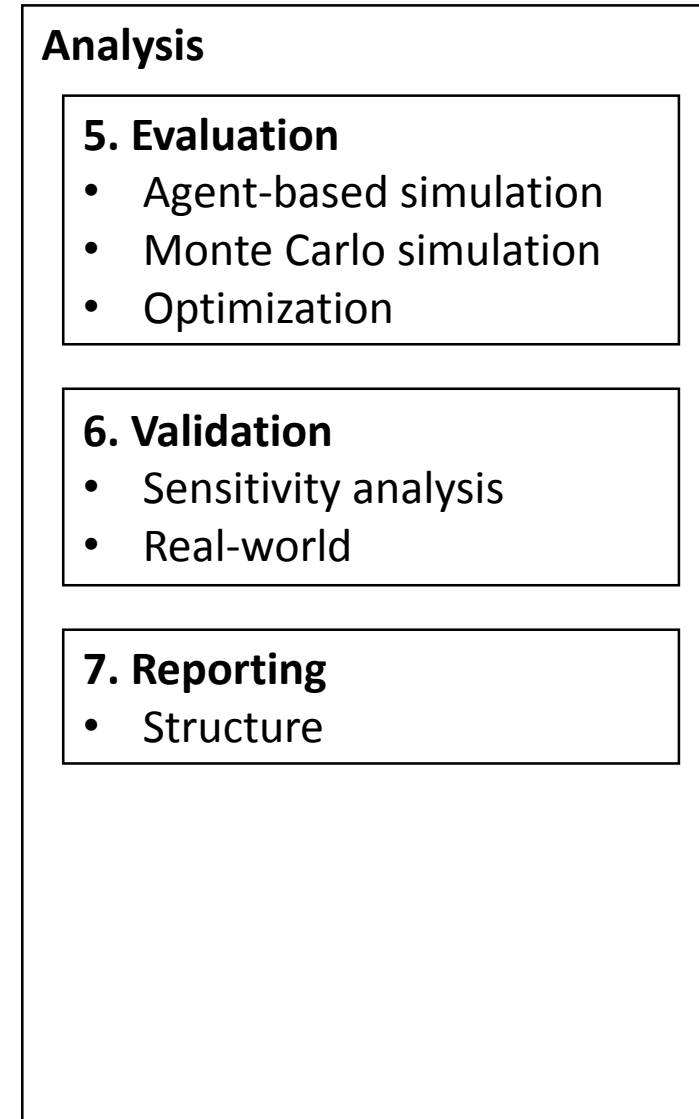 Analysis
5. Evaluation
• Agent-based simulation
• Monte Carlo simulation
• Optimization
6. Validation
• Sensitivity analysis
• Real-world
7. Reporting
• Structure